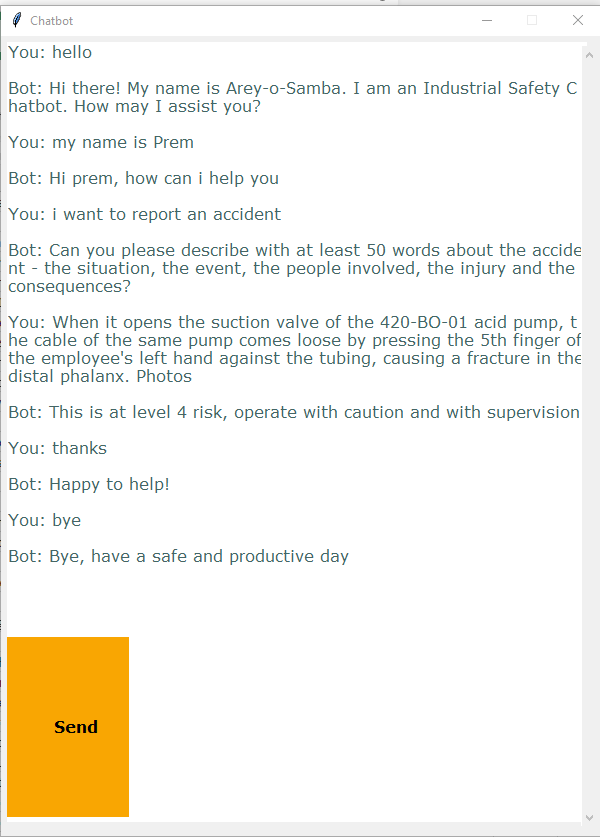 Chatbot
You: hello
Bot: Hi there! My name is Arey-o-Samba. I am an Industrial Safety C
hatbot. How may I assist you?
You: my name is Prem
Bot: Hi prem, how can i help you
You: i want to report an accident
Bot: Can you please describe with at least 50 words about the accide
nt - the situation, the event, the people involved, the injury and the
consequences?
You: When it opens the suction valve of the 420-BO-01 acid pump, t
he cable of the same pump comes loose by pressing the 5th finger of
the employee's left hand against the tubing, causing a fracture in the
distal phalanx. Photos
Bot: This is at level 4 risk, operate with caution and with supervision
You: thanks
Bot: Happy to help!
You: bye
Bot: Bye, have a safe and productive day
Send